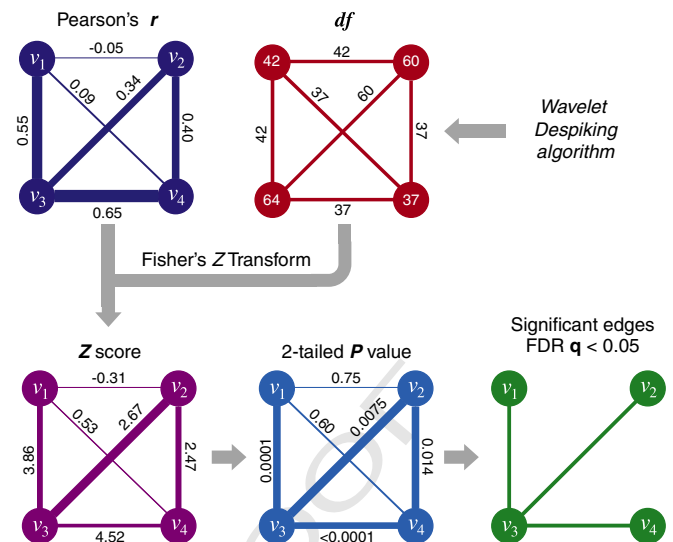 Pearson's r
df
v1
v2
v3
v4
-0.05
0.09
0.34
0.55
0.40
0.65
42
60
64
37
42
37
60
42
37
37
Wavelet
Despiking
algorithm
Fisher's Z Transform
Z score
v1
v2
v3
v4
-0.31
0.53
2.67
3.86
2.47
4.52
2-tailed P value
v1
v2
v3
v4
0.75
0.60
0.0075
0.0001
0.014
<0.0001
Significant edges
FDR q < 0.05
v1
v2
v3
v4